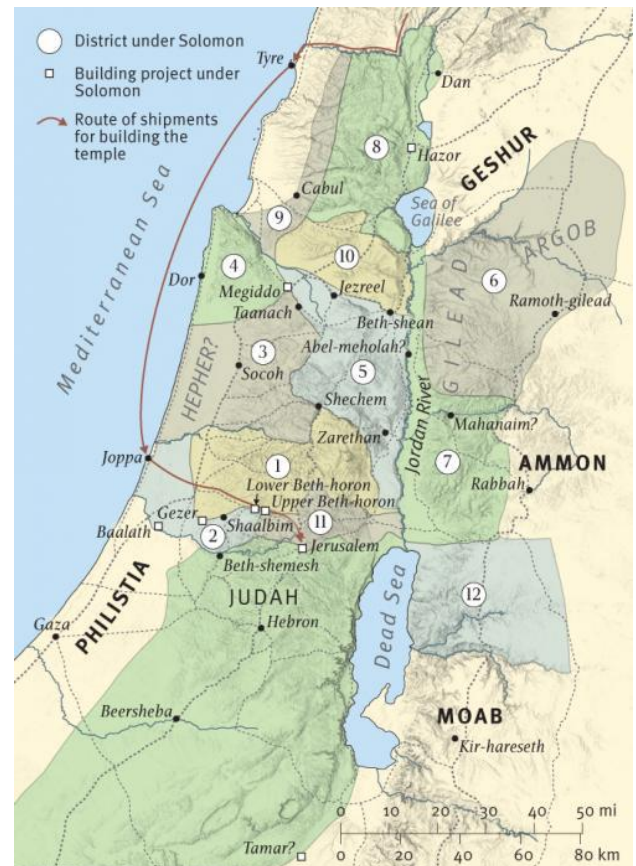 District under Solomon
Building project under
Solomon
Route of shipments
for building the
temple
Tyre
Dan
8
Hazor
GESHUR
Cabul
Sea of
Galilee
9
ARGOB
10
4
6
Mediterranean Sea
Dor
Megiddo
Jezreel
Ramoth-gilead
Taanach
Beth-shean
GILEAD
Abel-meholah?
3
HEPHER?
Socoh
5
Shechem
Jordan River
Mahanaim?
Zarethan
Joppa
1
7
AMMON
Lower Beth-horon
Rabbah
Upper Beth-horon
Gezer
Shaalbim
11
Baalath
2
Jerusalem
Beth-shemesh
PHILISTIA
JUDAH
12
Dead Sea
Gaza
Hebron
Beersheba
MOAB
Kir-hareseth
0 10 20 30 40 50 mi
0 20 40 60 80 km
Tamar?